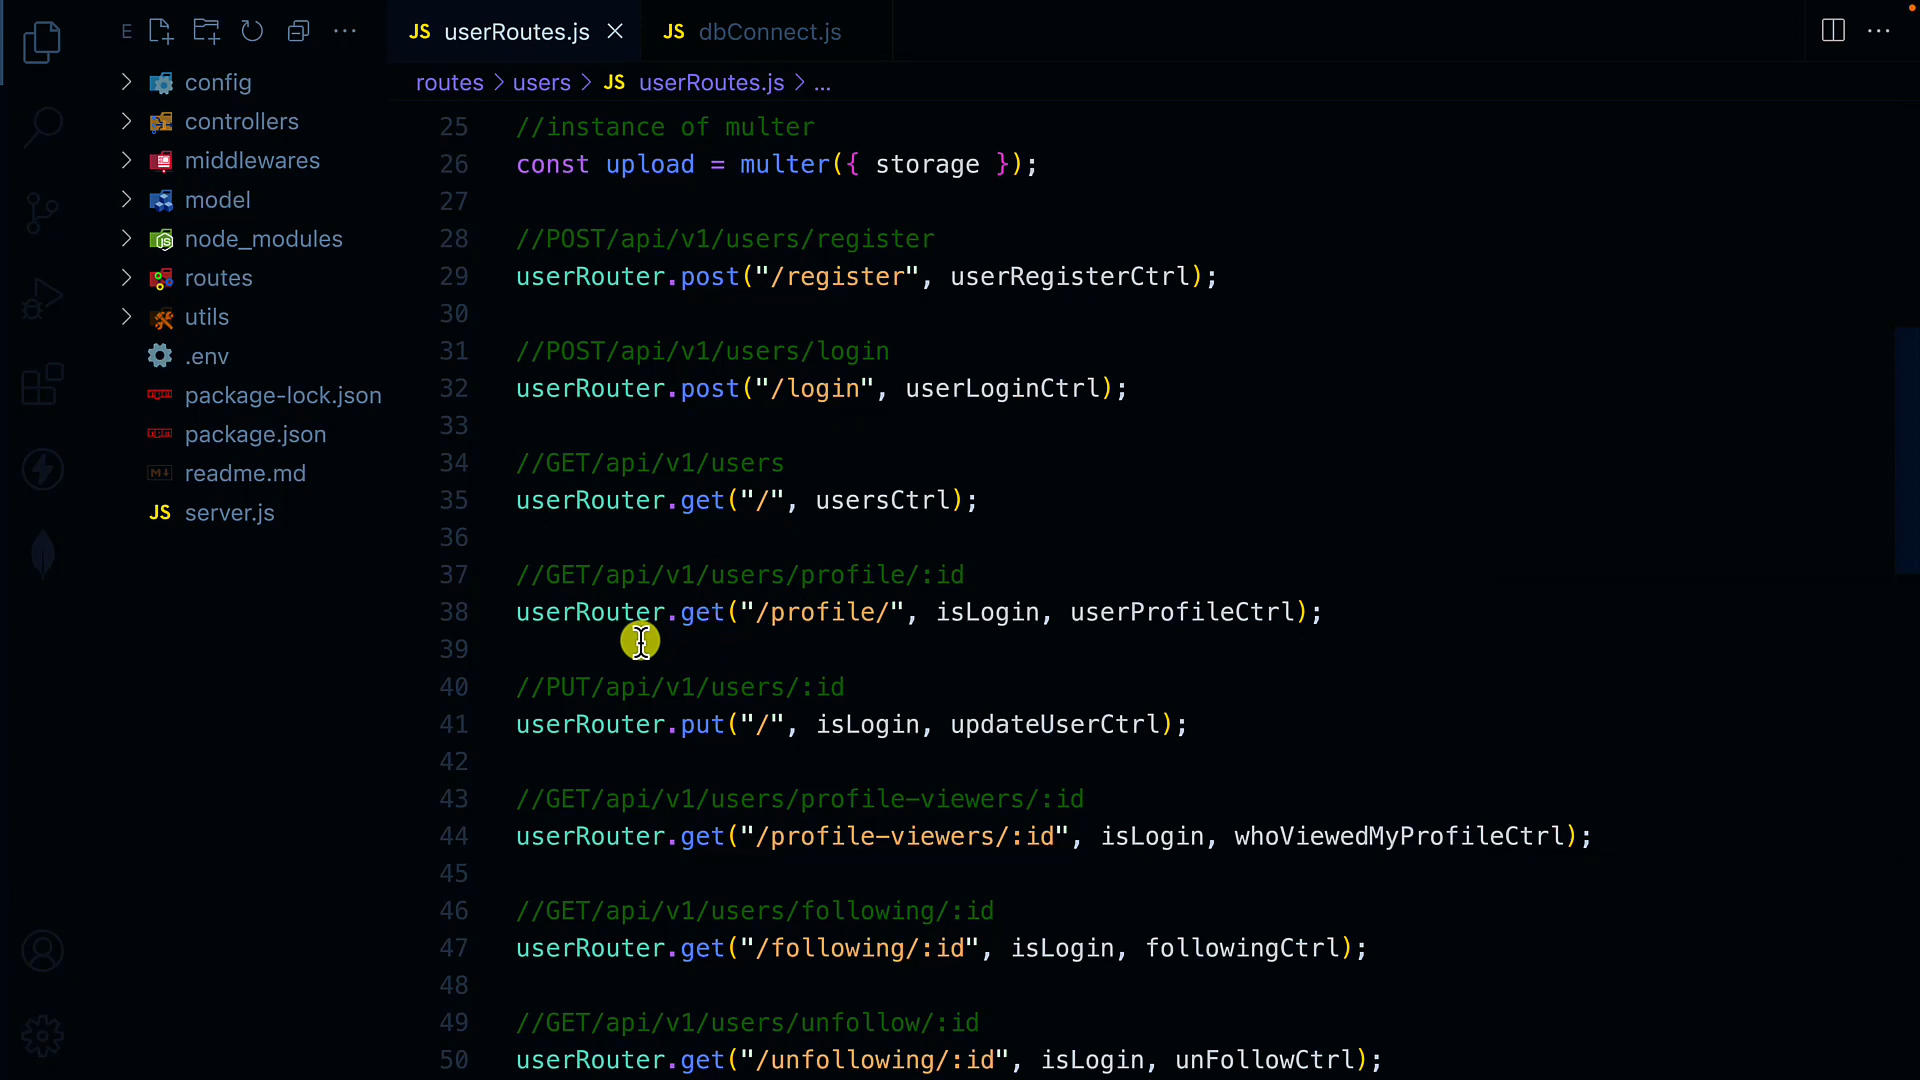 E
JS userRoutes.js
JS dbConnect.js
routes > users > JS userRoutes.js > ...
config
controllers
middlewares
model
node_modules
routes
utils
.env
package-lock.json
package.json
readme.md
JS server.js
25 //instance of multer
26 const upload = multer({ storage });
27
28 //POST/api/v1/users/register
29 userRouter.post("/register", userRegisterCtrl);
30
31 //POST/api/v1/users/login
32 userRouter.post("/login", userLoginCtrl);
33
34 //GET/api/v1/users
35 userRouter.get("/", usersCtrl);
36
37 //GET/api/v1/users/profile/:id
38 userRouter.get("/profile/", isLogin, userProfileCtrl);
39
40 //PUT/api/v1/users/:id
41 userRouter.put("/", isLogin, updateUserCtrl);
42
43 //GET/api/v1/users/profile-viewers/:id
44 userRouter.get("/profile-viewers/:id", isLogin, whoViewedMyProfileCtrl);
45
46 //GET/api/v1/users/following/:id
47 userRouter.get("/following/:id", isLogin, followingCtrl);
48
49 //GET/api/v1/users/unfollow/:id
50 userRouter.get("/unfollowing/:id", isLogin, unFollowCtrl);